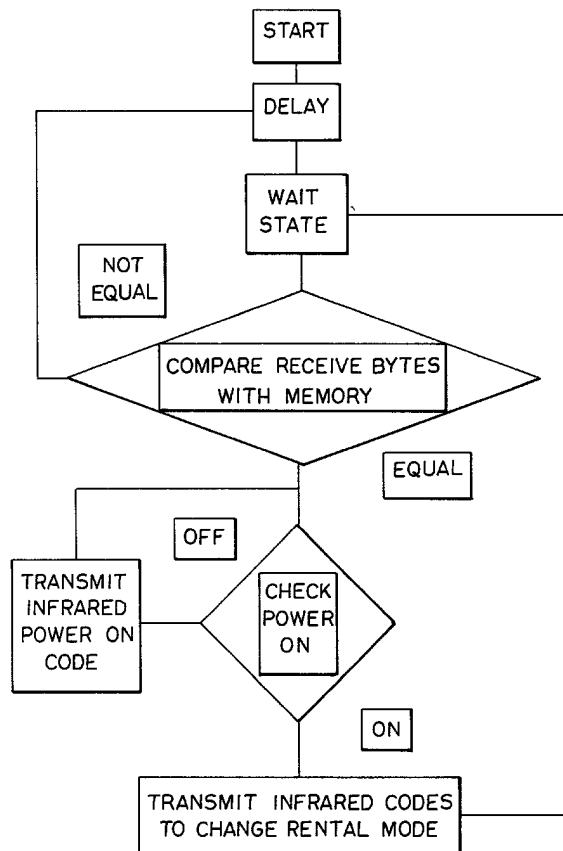 START
DELAY
WAIT
STATE
NOT
EQUAL
COMPARE RECEIVE BYTES
WITH MEMORY
EQUAL
OFF
TRANSMIT
INFRARED
POWER ON
CODE
CHECK
POWER
ON
ON
TRANSMIT INFRARED CODES
TO CHANGE RENTAL MODE